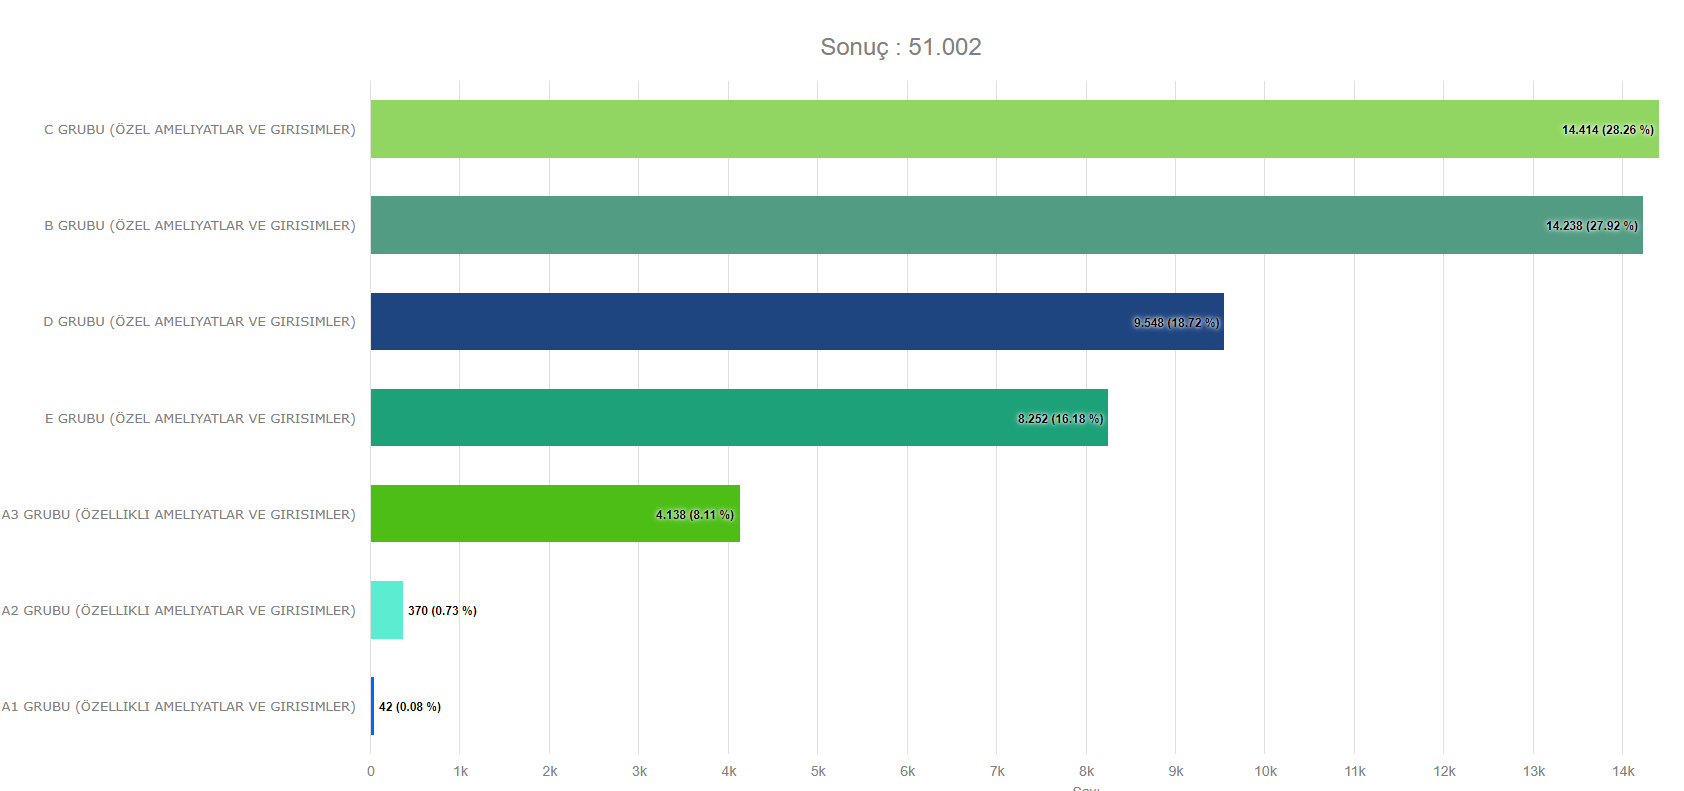 Sonuç : 51.002
C GRUBU (ÖZEL AMELIYATLAR VE GIRISIMLER)
14.414 (28.26 %)
B GRUBU (ÖZEL AMELIYATLAR VE GIRISIMLER)
14.238 (27.92 %)
D GRUBU (ÖZEL AMELIYATLAR VE GIRISIMLER)
9.548 (18.72 %)
E GRUBU (ÖZEL AMELIYATLAR VE GIRISIMLER)
8.252 (16.18 %)
A3 GRUBU (ÖZELLIKLI AMELIYATLAR VE GIRISIMLER)
4.138 (8.11 %)
A2 GRUBU (ÖZELLIKLI AMELIYATLAR VE GIRISIMLER)
370 (0.73 %)
A1 GRUBU (ÖZELLIKLI AMELIYATLAR VE GIRISIMLER)
42 (0.08 %)
0 1k 2k 3k 4k 5k 6k 7k 8k 9k 10k 11k 12k 13k 14k